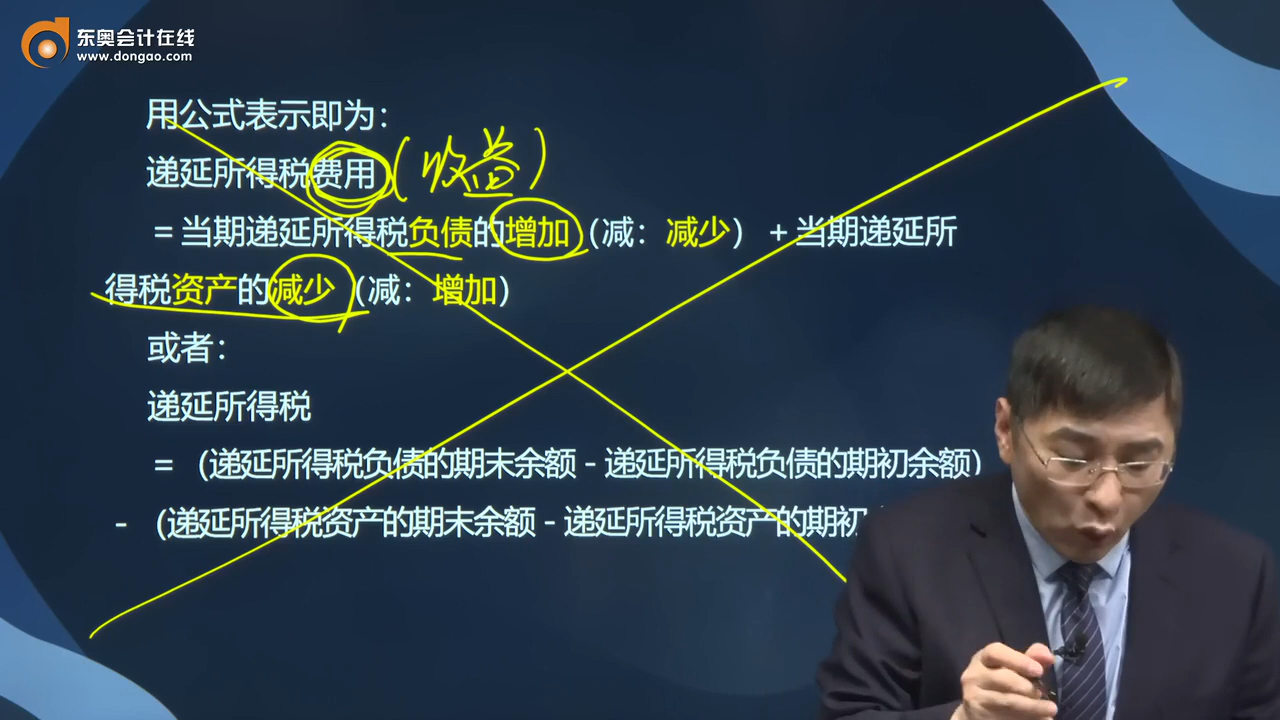 东奥会计在线
www.dongao.com
用公式表示即为：
递延所得税费用（收益）
＝当期递延所得税负债的增加（减：减少）＋当期递延所
得税资产的减少（减：增加）
或者：
递延所得税
＝（递延所得税负债的期末余额－递延所得税负债的期初余额）
－（递延所得税资产的期末余额－递延所得税资产的期初